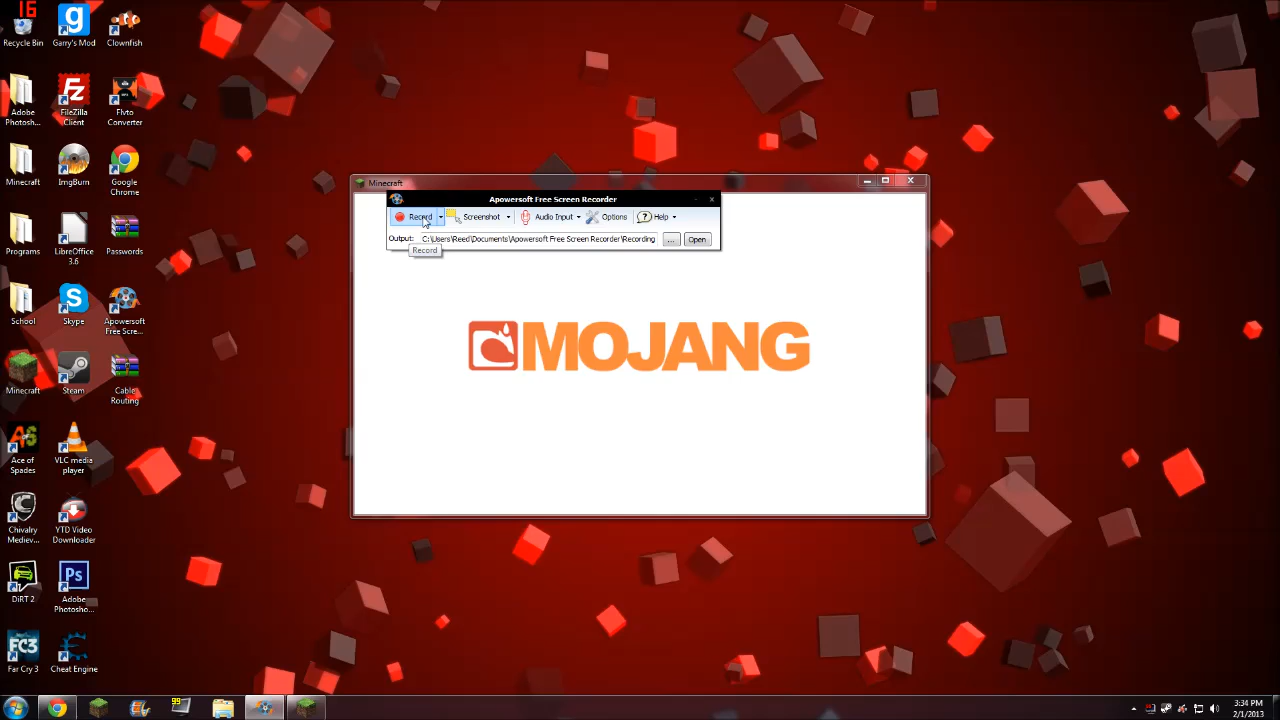 16
Recycle Bin
Garry's Mod
Clownfish
Adobe Photosh...
FileZilla Client
Flvto Converter
Minecraft
ImgBurn
Google Chrome
Programs
LibreOffice 3.6
Passwords
School
Skype
Apowersoft Free Scre...
Minecraft
Steam
Cable Routing
Ace of Spades
VLC media player
Chivalry Mediev...
YTD Video Downloader
DiRT 2
Adobe Photosho...
Far Cry 3
Cheat Engine
Minecraft
Apowersoft Free Screen Recorder
Record Screenshot Audio Input Options Help
Output: C:\Users\Reed\Documents\Apowersoft Free Screen Recorder\Recording ... Open
Record
MOJANG
99
3:34 PM
2/1/2013